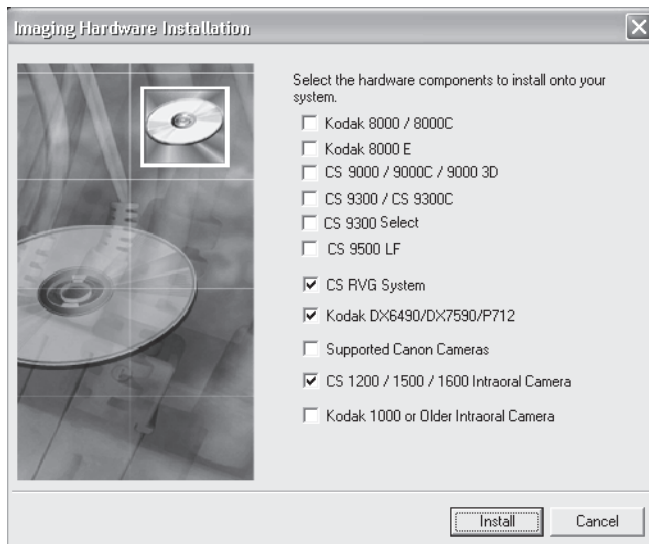 Imaging Hardware Installation
Select the hardware components to install onto your
system.
Kodak 8000 / 8000C
Kodak 8000 E
CS 9000 / 9000C / 9000 3D
CS 9300 / CS 9300C
CS 9300 Select
CS 9500 LF
CS RVG System
Kodak DX6490/DX7590/P712
Supported Canon Cameras
CS 1200 / 1500 / 1600 Intraoral Camera
Kodak 1000 or Older Intraoral Camera
Install
Cancel